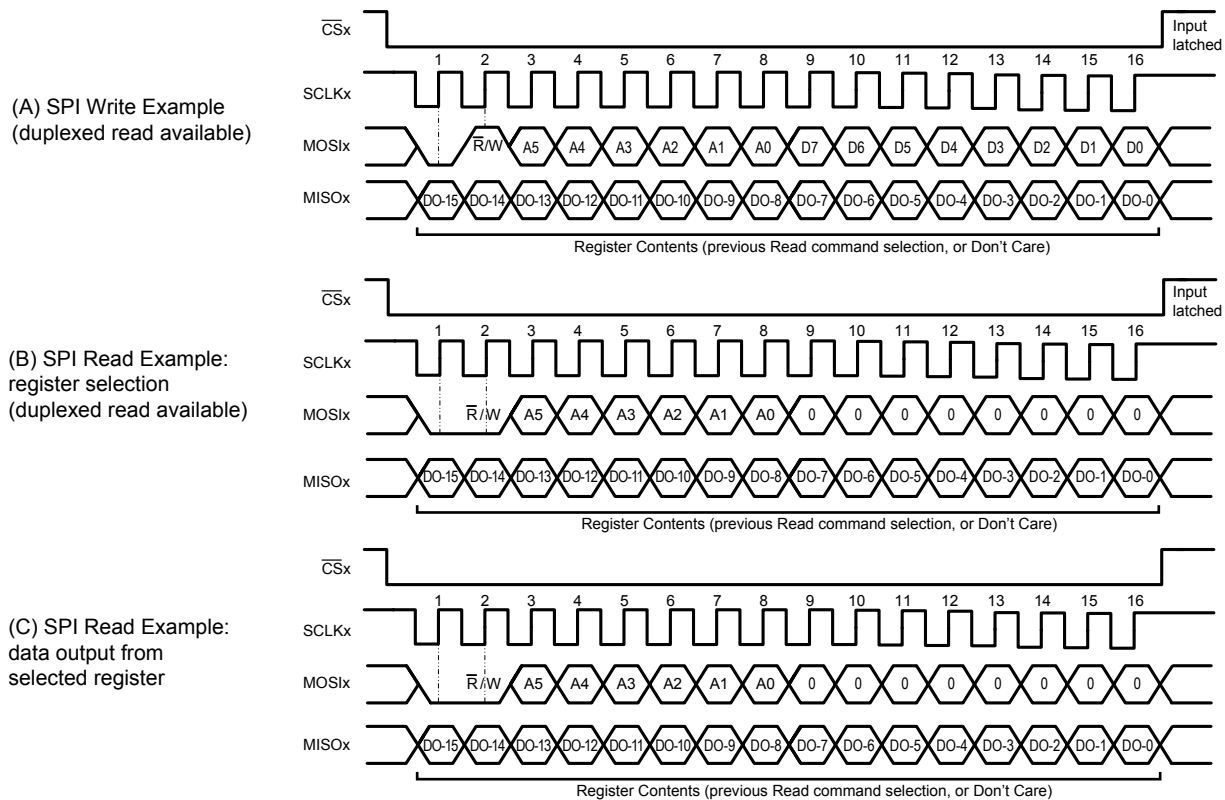 (A) SPI Write Example
(duplexed read available)
CSx
Input
latched
1 2 3 4 5 6 7 8 9 10 11 12 13 14 15 16
SCLKx
MOSIx R/W A5 A4 A3 A2 A1 A0 D7 D6 D5 D4 D3 D2 D1 D0
MISOx DO-15 DO-14 DO-13 DO-12 DO-11 DO-10 DO-9 DO-8 DO-7 DO-6 DO-5 DO-4 DO-3 DO-2 DO-1 DO-0
Register Contents (previous Read command selection, or Don’t Care)
(B) SPI Read Example:
register selection
(duplexed read available)
CSx
Input
latched
1 2 3 4 5 6 7 8 9 10 11 12 13 14 15 16
SCLKx
MOSIx R/W A5 A4 A3 A2 A1 A0 0 0 0 0 0 0 0 0
MISOx DO-15 DO-14 DO-13 DO-12 DO-11 DO-10 DO-9 DO-8 DO-7 DO-6 DO-5 DO-4 DO-3 DO-2 DO-1 DO-0
Register Contents (previous Read command selection, or Don’t Care)
(C) SPI Read Example:
data output from
selected register
CSx
1 2 3 4 5 6 7 8 9 10 11 12 13 14 15 16
SCLKx
MOSIx R/W A5 A4 A3 A2 A1 A0 0 0 0 0 0 0 0 0
MISOx DO-15 DO-14 DO-13 DO-12 DO-11 DO-10 DO-9 DO-8 DO-7 DO-6 DO-5 DO-4 DO-3 DO-2 DO-1 DO-0
Register Contents (previous Read command selection, or Don’t Care)